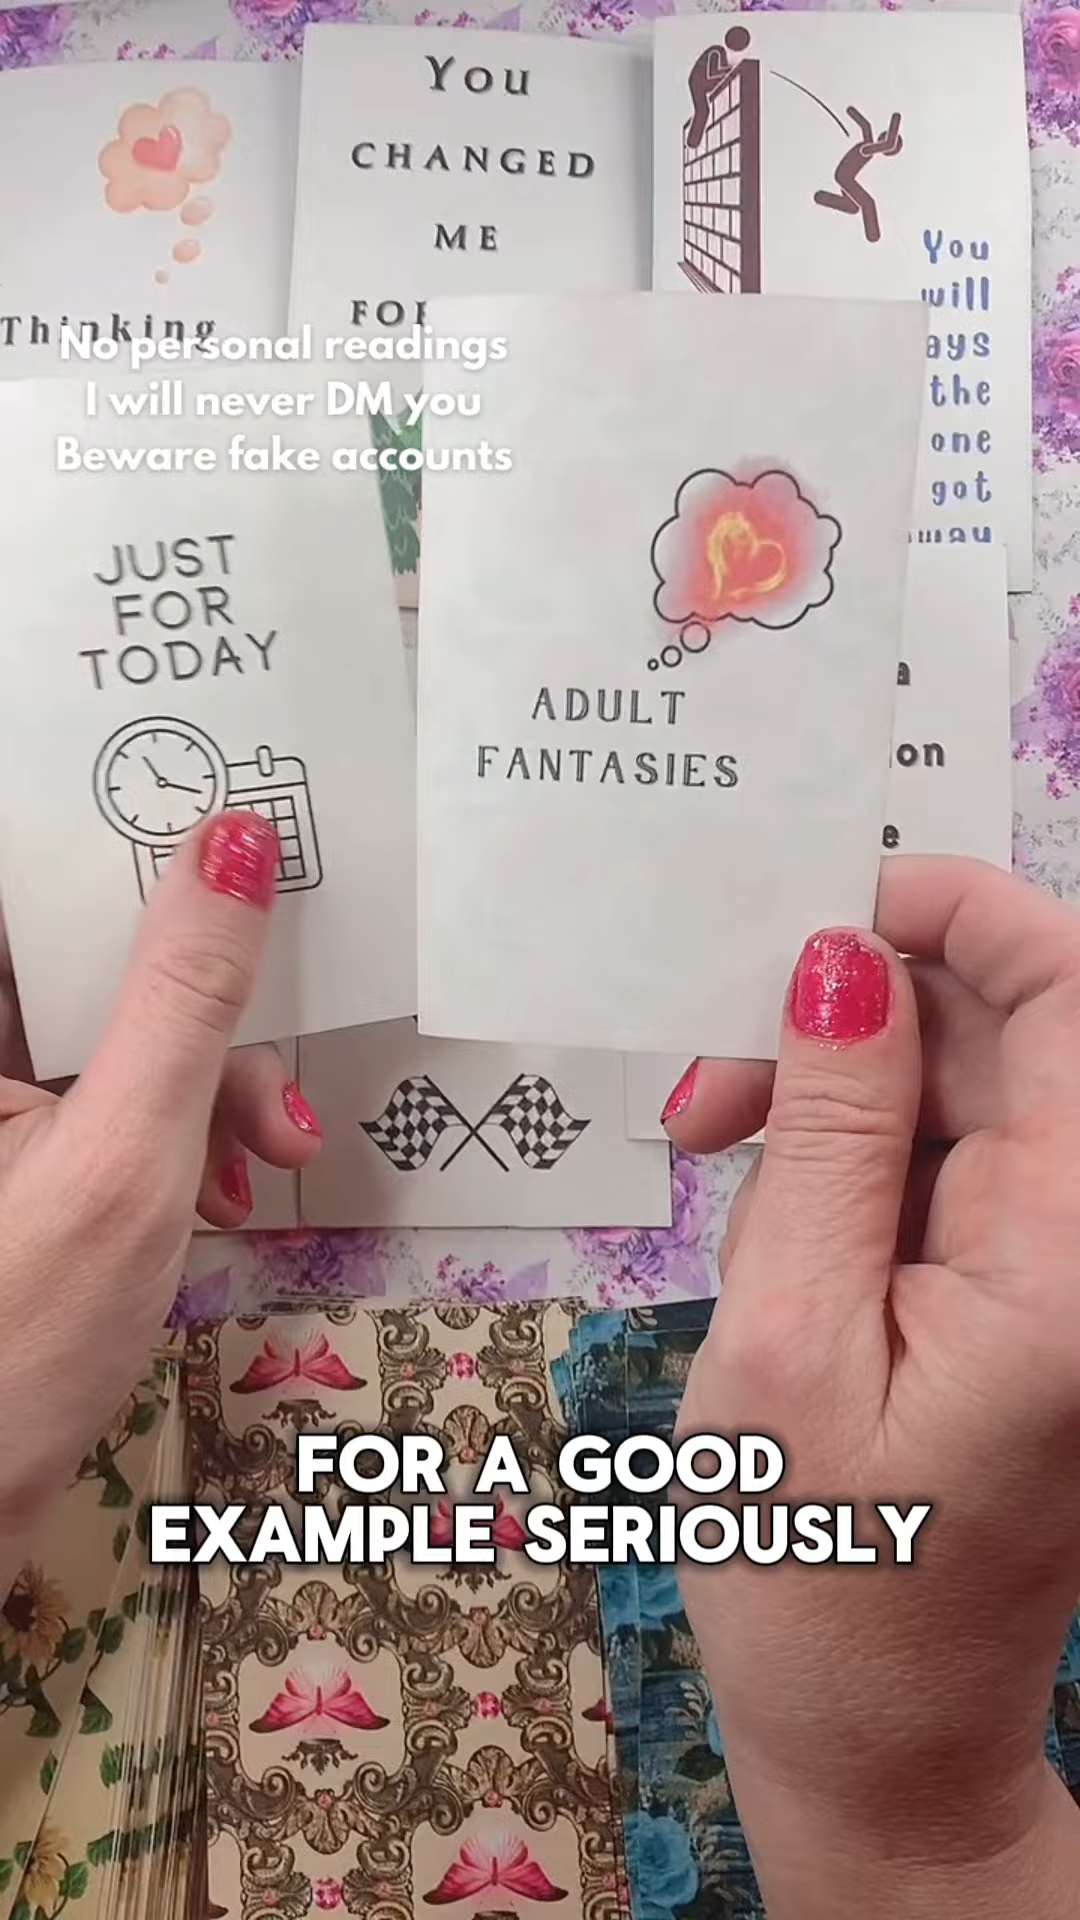 Thinking
YOU
CHANGED
ME
FOR
You
will
the
one
got
No personal readings
I will never DM you
Beware fake accounts
JUST
FOR
TODAY
ADULT
FANTASIES
FOR A GOOD
EXAMPLE SERIOUSLY